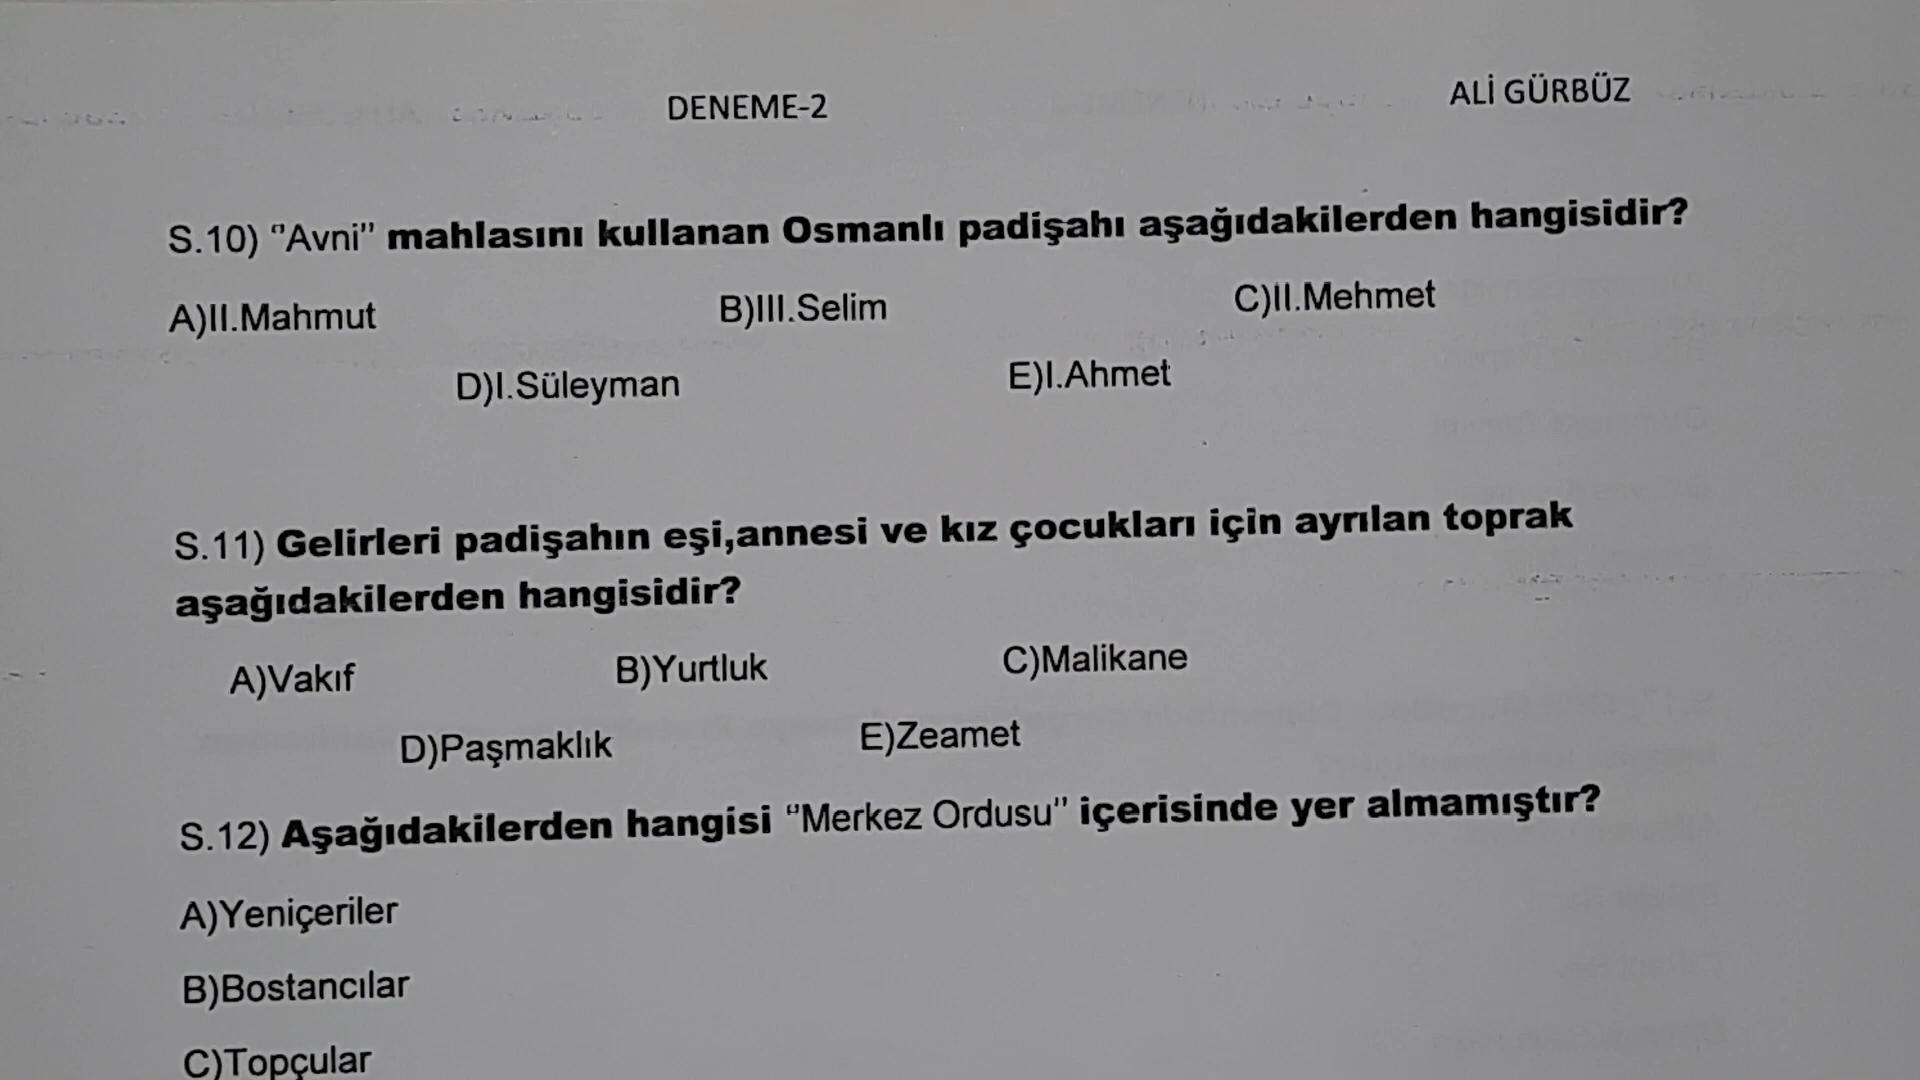 DENEME-2 ALİ GÜRBÜZ
S.10) "Avni" mahlasını kullanan Osmanlı padişahı aşağıdakilerden hangisidir?
A)II.Mahmut B)III.Selim C)II.Mehmet
D)I.Süleyman E)I.Ahmet
S.11) Gelirleri padişahın eşi,annesi ve kız çocukları için ayrılan toprak
aşağıdakilerden hangisidir?
A)Vakıf B)Yurtluk C)Malikane
D)Paşmaklık E)Zeamet
S.12) Aşağıdakilerden hangisi "Merkez Ordusu" içerisinde yer almamıştır?
A)Yeniçeriler
B)Bostancılar
C)Topçular